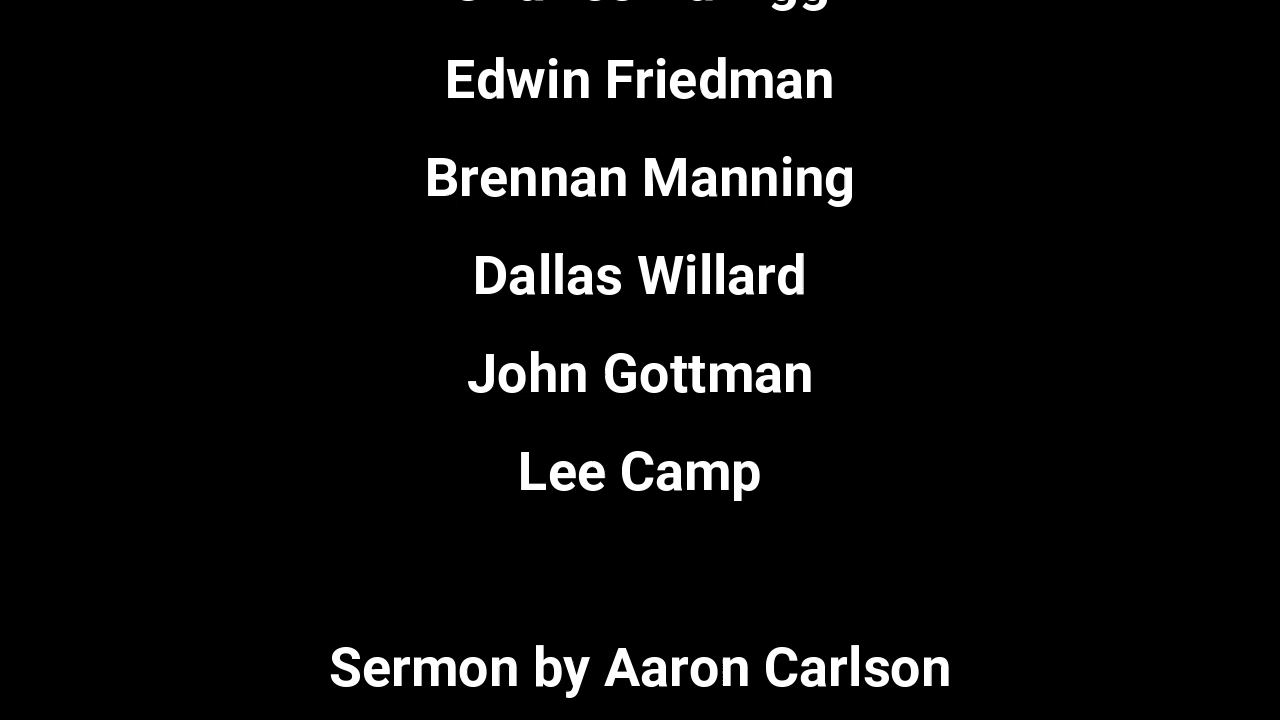 Edwin Friedman
Brennan Manning
Dallas Willard
John Gottman
Lee Camp
Sermon by Aaron Carlson